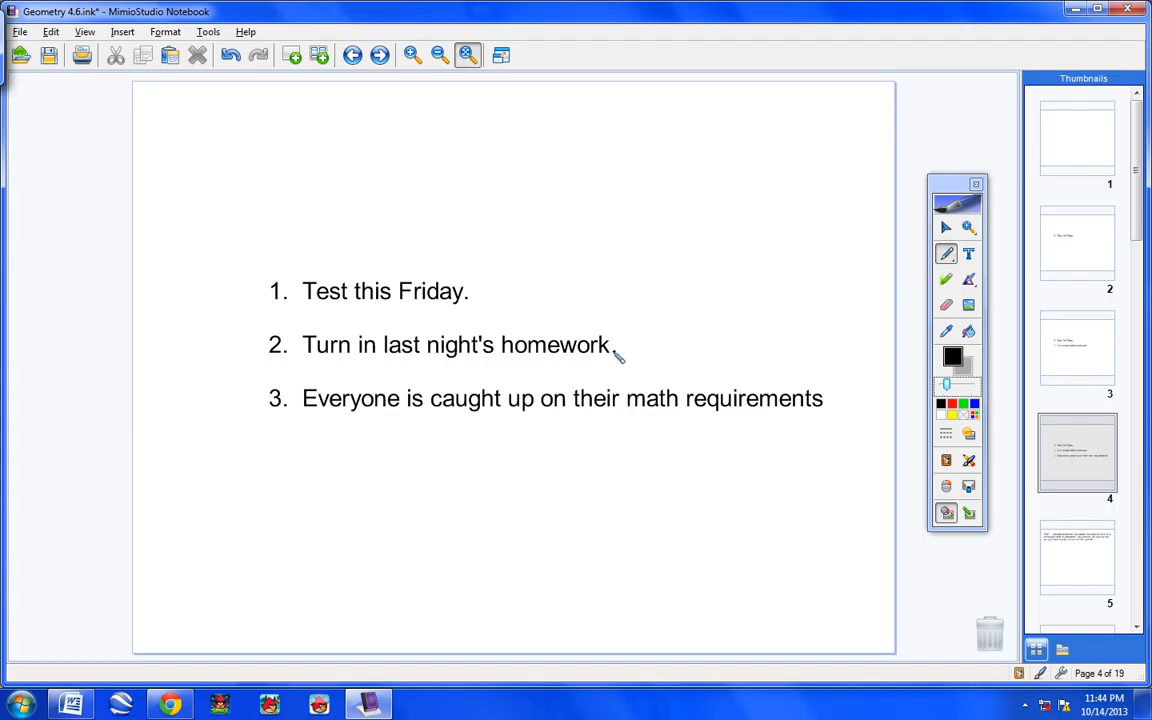 Geometry 4.6.ink* - MimioStudio Notebook
File Edit View Insert Format Tools Help
Thumbnails
1. Test this Friday.
2. Turn in last night's homework.
3. Everyone is caught up on their math requirements
1
2
3
4
5
Page 4 of 19
11:44 PM
10/14/2013